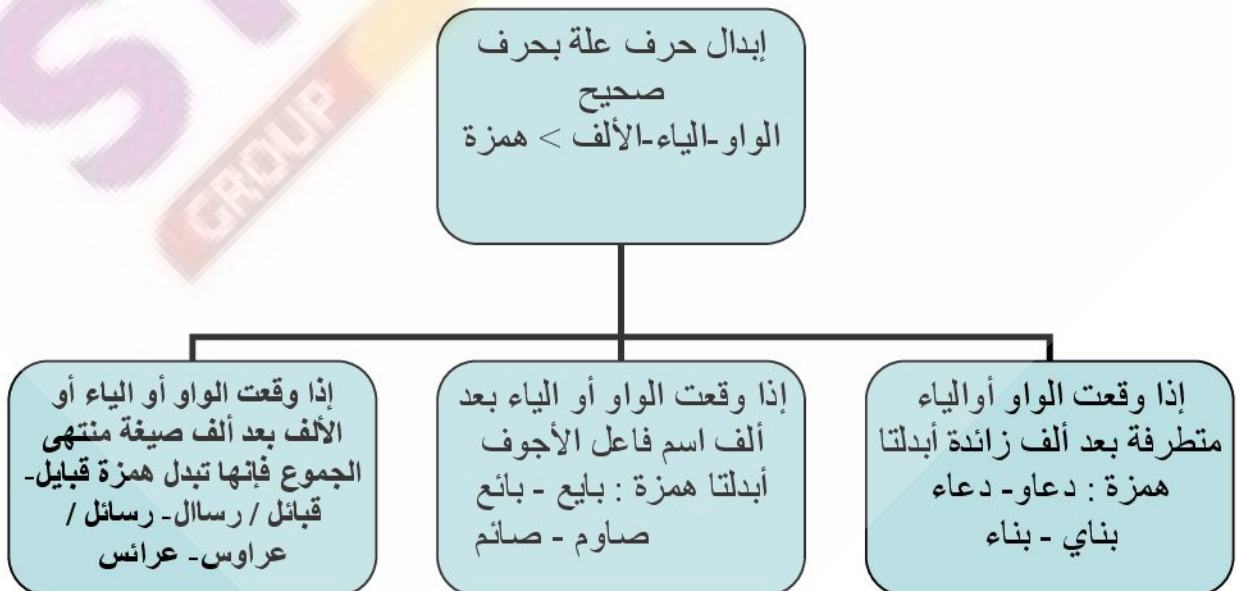 إبدال حرف علة بحرف
صحيح
الواو-الياء-الألف > همزة
إذا وقعت الواو أوالياء
متطرفة بعد ألف زائدة أبدلتا
همزة : دعاو- دعاء
بناي - بناء
إذا وقعت الواو أو الياء بعد
ألف اسم فاعل الأجوف
أبدلتا همزة : بايع - بائع
صاوم - صائم
إذا وقعت الواو أو الياء أو
الألف بعد ألف صيغة منتهى
الجموع فإنها تبدل همزة قبايل-
قبائل / رساال- رسائل /
عراوس- عرائس
GROUP